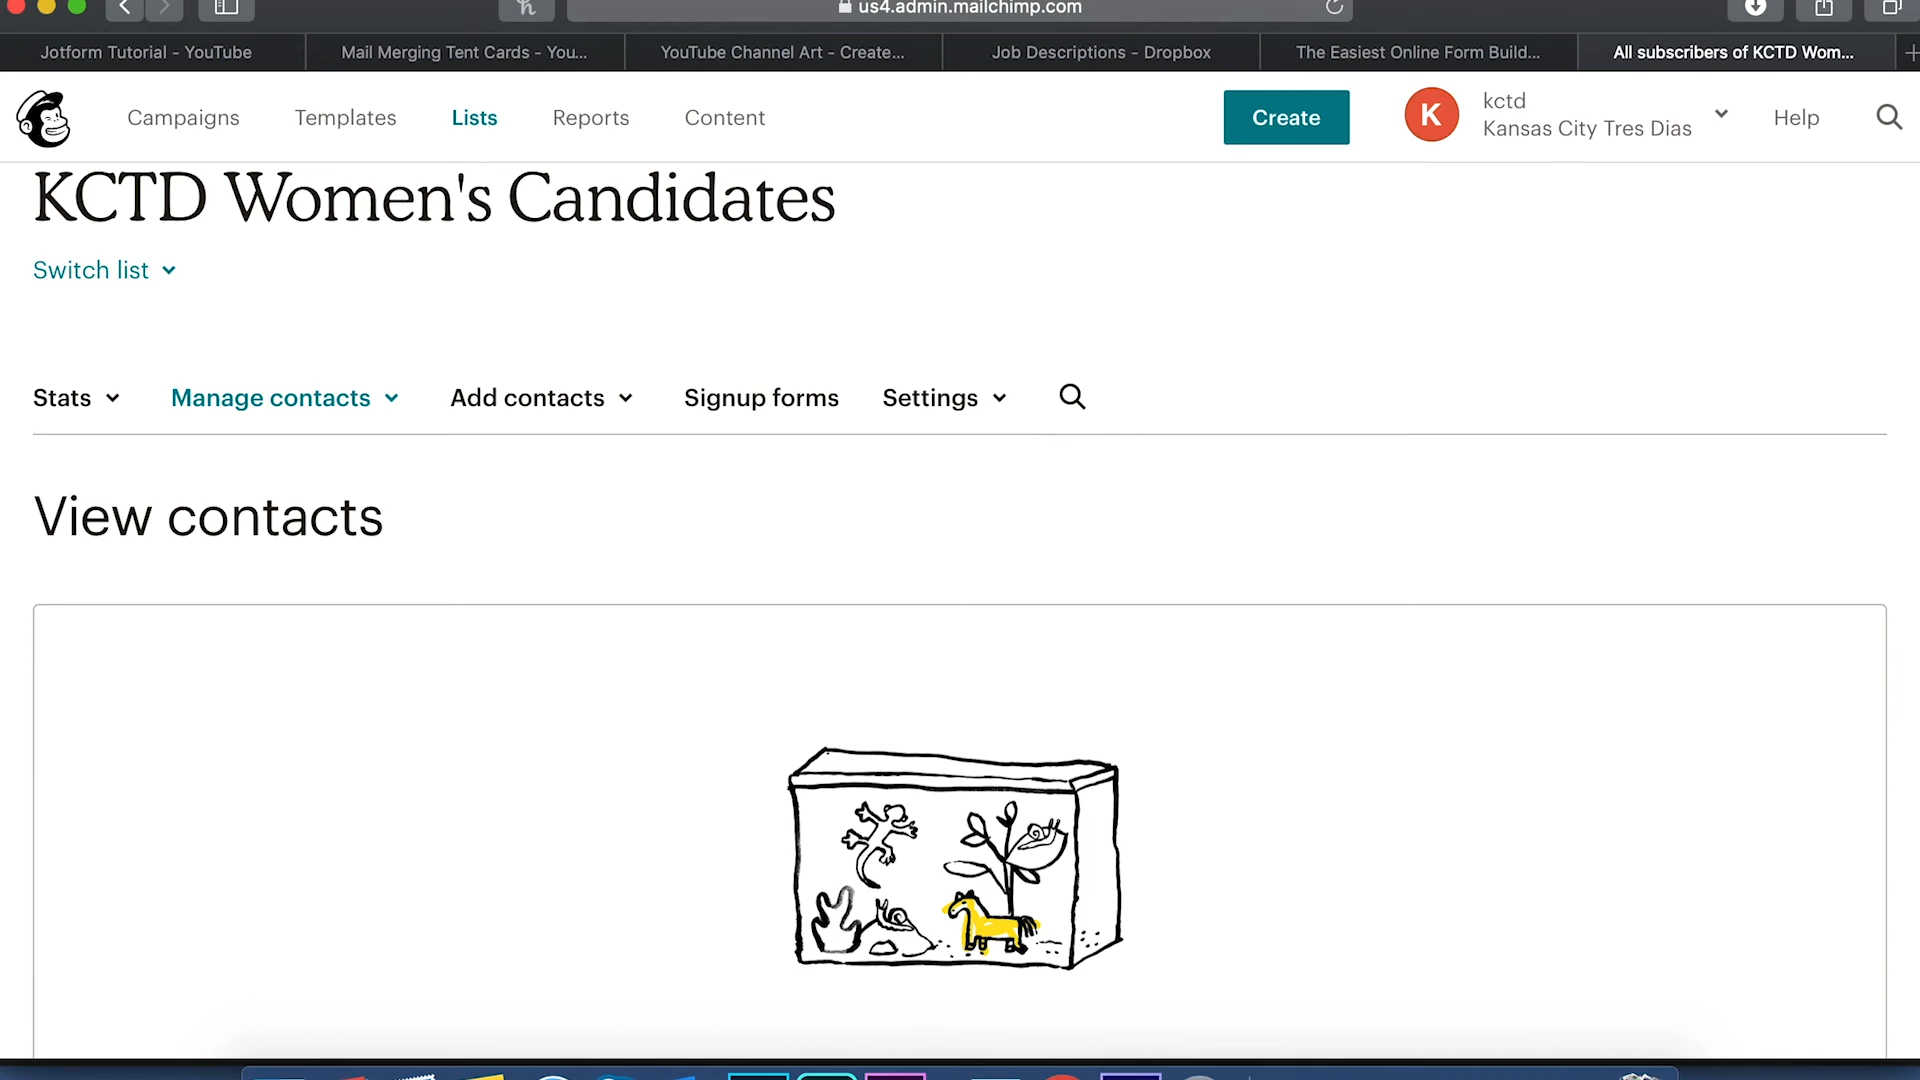 us4.admin.mailchimp.com
Jotform Tutorial - YouTube
Mail Merging Tent Cards - You...
YouTube Channel Art - Create...
Job Descriptions - Dropbox
The Easiest Online Form Build...
All subscribers of KCTD Wom...
Campaigns
Templates
Lists
Reports
Content
Create
K
kctd
Kansas City Tres Dias
Help
KCTD Women's Candidates
Switch list
Stats
Manage contacts
Add contacts
Signup forms
Settings
View contacts